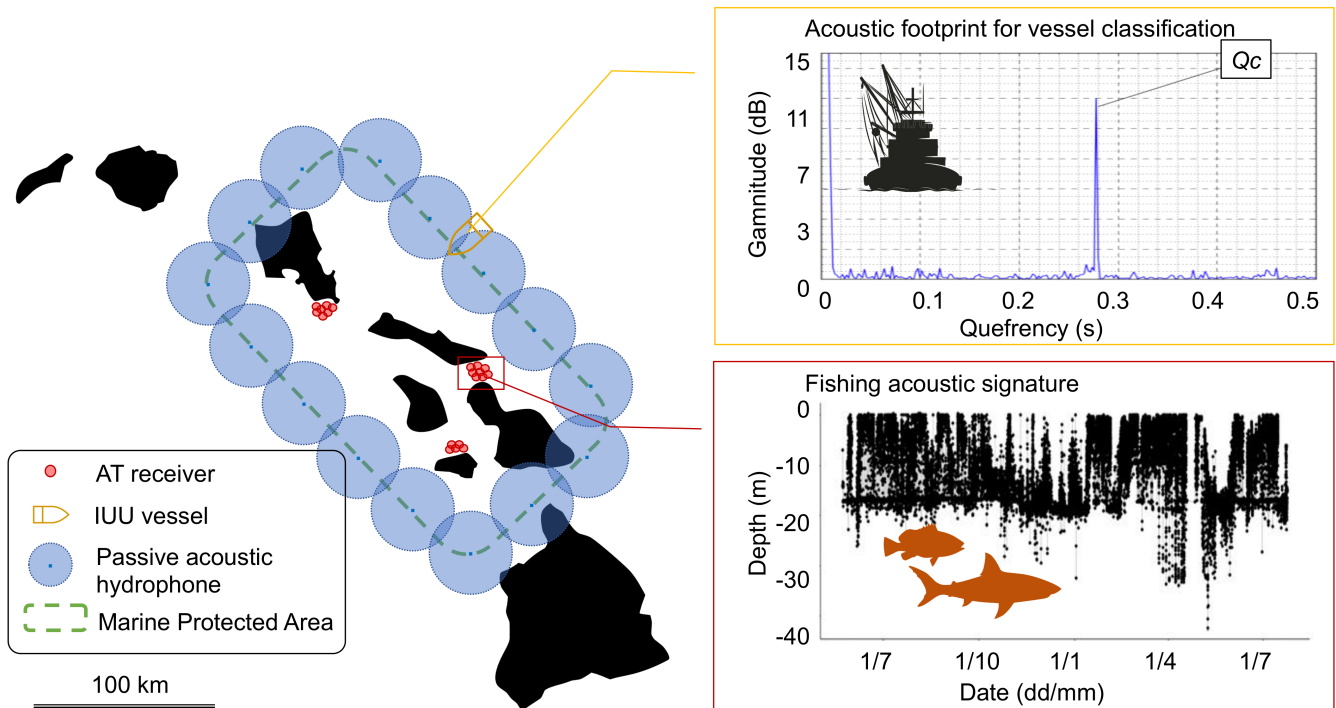 AT receiver
IUU vessel
Passive acoustic
hydrophone
Marine Protected Area
100 km
Acoustic footprint for vessel classification
Qc
Gamnitude (dB)
15
11
7
3
0
0
0.1
0.2
0.3
0.4
0.5
Quefrency (s)
Fishing acoustic signature
Depth (m)
0
-10
-20
-30
-40
1/7
1/10
1/1
1/4
1/7
Date (dd/mm)